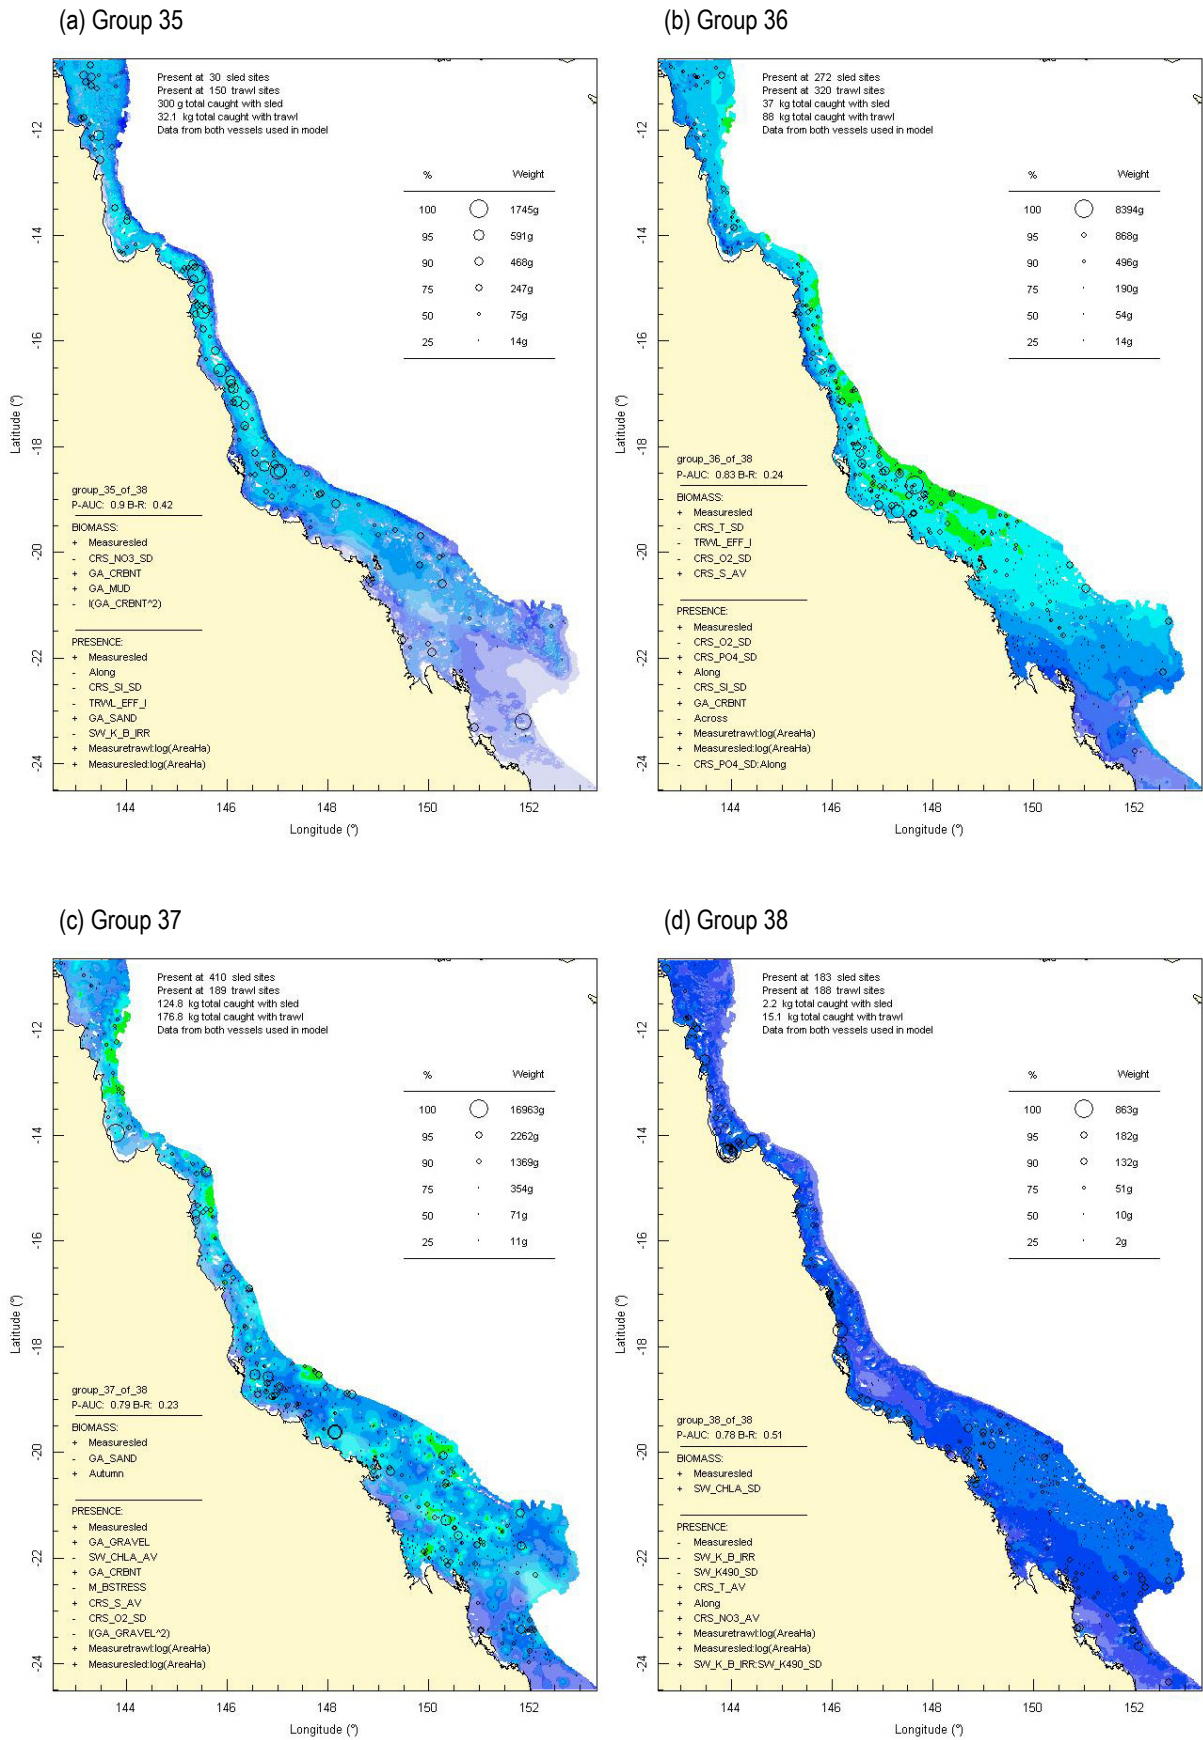 (a) Group 35
Present at 30 sled sites
Present at 150 trawl sites
300 g total caught with sled
32.1 kg total caught with trawl
Data from both vessels used in model
% Weight
100 1745g
95 591g
90 468g
75 247g
50 75g
25 14g
group_35_of_38
P-AUC: 0.9 B-R: 0.42
BIOMASS:
+ Measuresled
- CRS_NO3_SD
+ GA_CRBNT
+ GA_MUD
- I(GA_CRBNT^2)
PRESENCE:
+ Measuresled
- Along
- CRS_SI_SD
- TRWL_EFF_I
+ GA_SAND
- SW_K_B_IRR
+ Measuretrawl:log(AreaHa)
+ Measuresled:log(AreaHa)
Latitude (°)
-12
-14
-16
-18
-20
-22
-24
144 146 148 150 152
Longitude (°)
(b) Group 36
Present at 272 sled sites
Present at 320 trawl sites
37 kg total caught with sled
88 kg total caught with trawl
Data from both vessels used in model
% Weight
100 8394g
95 868g
90 496g
75 190g
50 54g
25 14g
group_36_of_38
P-AUC: 0.83 B-R: 0.24
BIOMASS:
+ Measuresled
- CRS_T_SD
- TRWL_EFF_I
- CRS_O2_SD
+ CRS_S_AV
PRESENCE:
+ Measuresled
- CRS_O2_SD
+ CRS_PO4_SD
+ Along
- CRS_SI_SD
+ GA_CRBNT
- Across
+ Measuretrawl:log(AreaHa)
+ Measuresled:log(AreaHa)
- CRS_PO4_SD:Along
Latitude (°)
-12
-14
-16
-18
-20
-22
-24
144 146 148 150 152
Longitude (°)
(c) Group 37
Present at 410 sled sites
Present at 189 trawl sites
124.8 kg total caught with sled
176.8 kg total caught with trawl
Data from both vessels used in model
% Weight
100 16963g
95 2262g
90 1369g
75 354g
50 71g
25 11g
group_37_of_38
P-AUC: 0.79 B-R: 0.23
BIOMASS:
+ Measuresled
- GA_SAND
+ Autumn
PRESENCE:
+ Measuresled
+ GA_GRAVEL
- SW_CHLA_AV
+ GA_CRBNT
- M_BSTRESS
+ CRS_S_AV
- CRS_O2_SD
- I(GA_GRAVEL^2)
+ Measuretrawl:log(AreaHa)
+ Measuresled:log(AreaHa)
Latitude (°)
-12
-14
-16
-18
-20
-22
-24
144 146 148 150 152
Longitude (°)
(d) Group 38
Present at 183 sled sites
Present at 188 trawl sites
2.2 kg total caught with sled
15.1 kg total caught with trawl
Data from both vessels used in model
% Weight
100 863g
95 182g
90 132g
75 51g
50 10g
25 2g
group_38_of_38
P-AUC: 0.78 B-R: 0.51
BIOMASS:
+ Measuresled
+ SW_CHLA_SD
PRESENCE:
- Measuresled
- SW_K_B_IRR
- SW_K490_SD
+ CRS_T_AV
+ Along
+ CRS_NO3_AV
+ Measuretrawl:log(AreaHa)
+ Measuresled:log(AreaHa)
+ SW_K_B_IRR:SW_K490_SD
Latitude (°)
-12
-14
-16
-18
-20
-22
-24
144 146 148 150 152
Longitude (°)